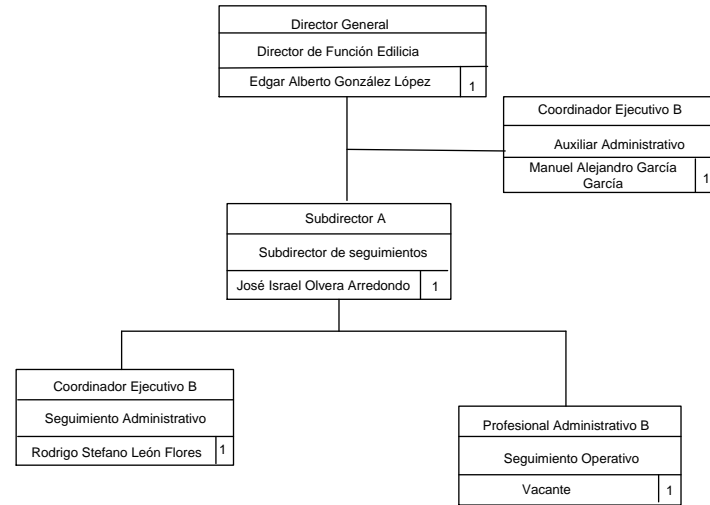 Director General
Director de Función Edilicia
Edgar Alberto González López 1
Coordinador Ejecutivo B
Auxiliar Administrativo
Manuel Alejandro García
García
1
Subdirector A
Subdirector de seguimientos
José Israel Olvera Arredondo 1
Coordinador Ejecutivo B
Seguimiento Administrativo
Rodrigo Stefano León Flores 1
Profesional Administrativo B
Seguimiento Operativo
Vacante 1